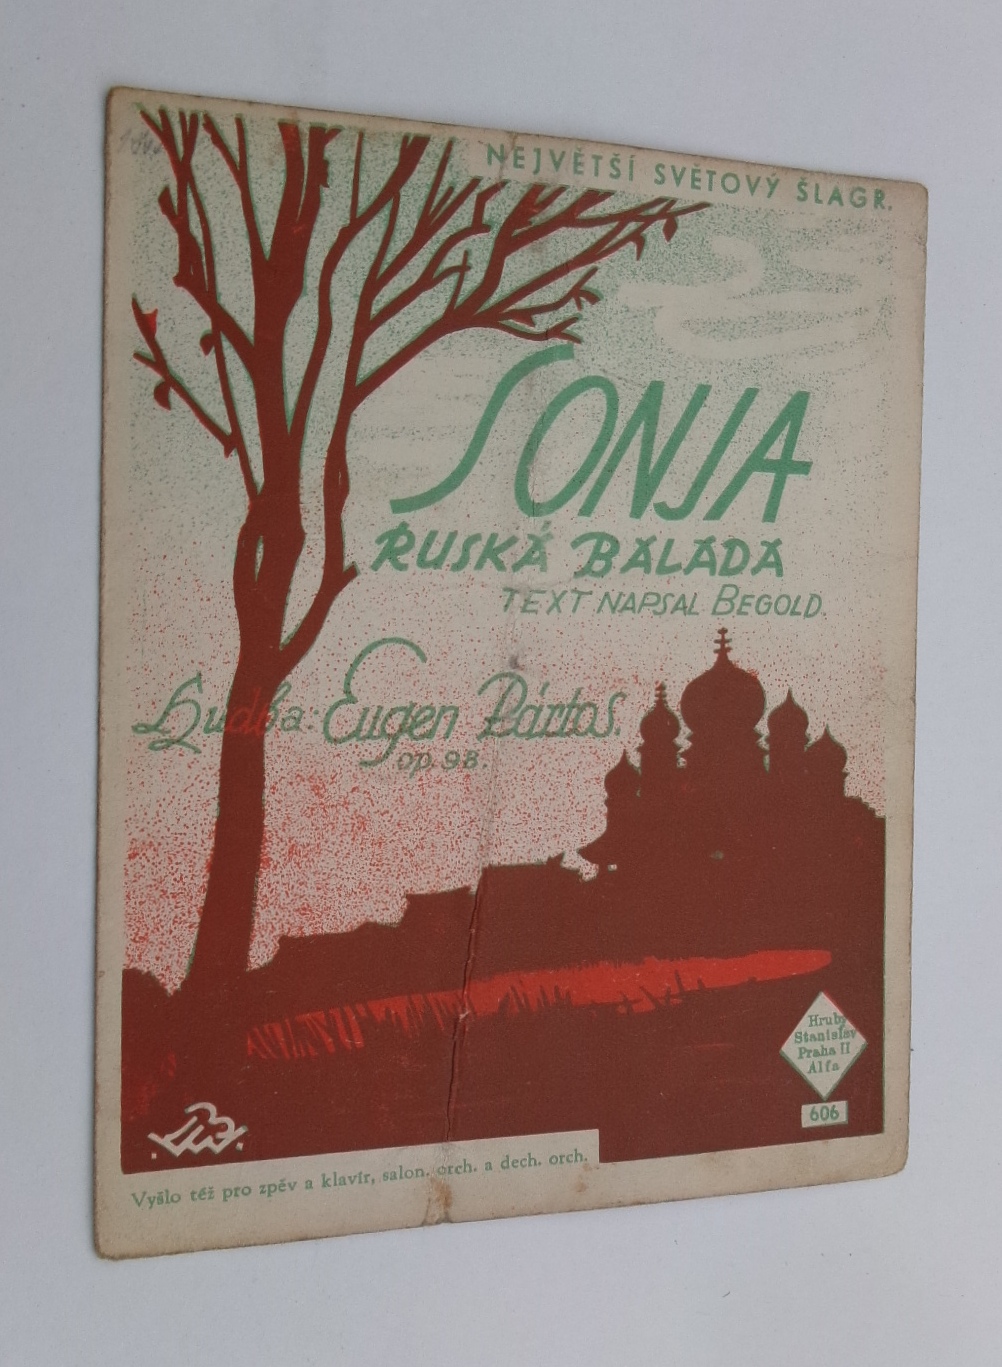 NEJVĚTŠÍ SVĚTOVÝ ŠLAGR.
SONJA
RUSKÁ BALADA
TEXT NAPSAL BEGOLD.
Hudba: Eugen Pártos.
op. 98.
Hruby
Stanislav
Praha II
Alfa
606
Vyšlo též pro zpěv a klavír, salon. orch. a dech. orch.